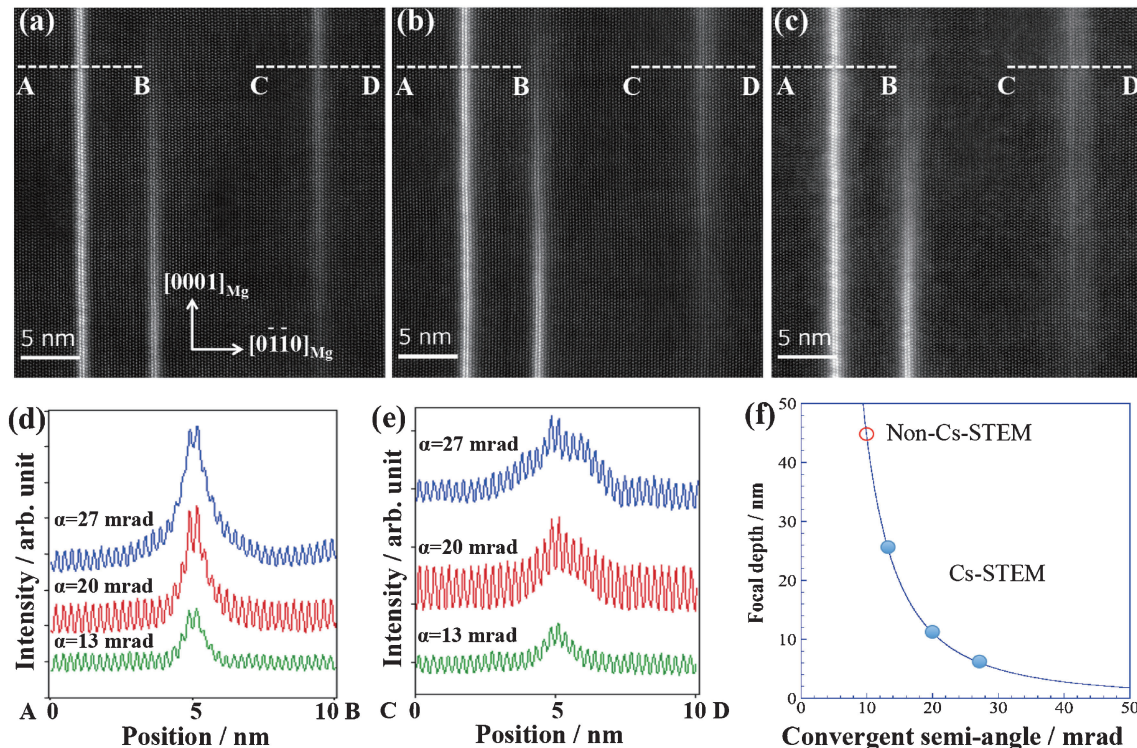 (a)
A B C D
[0001]Mg
[01̄1̄0]Mg
5 nm
(b)
A B C D
5 nm
(c)
A B C D
5 nm
(d)
Intensity / arb. unit
α=27 mrad
α=20 mrad
α=13 mrad
0 5 10
A B
Position / nm
(e)
Intensity / arb. unit
α=27 mrad
α=20 mrad
α=13 mrad
0 5 10
C D
Position / nm
(f)
Focal depth / nm
50
40
30
20
10
0
Non-Cs-STEM
Cs-STEM
0 10 20 30 40 50
Convergent semi-angle / mrad